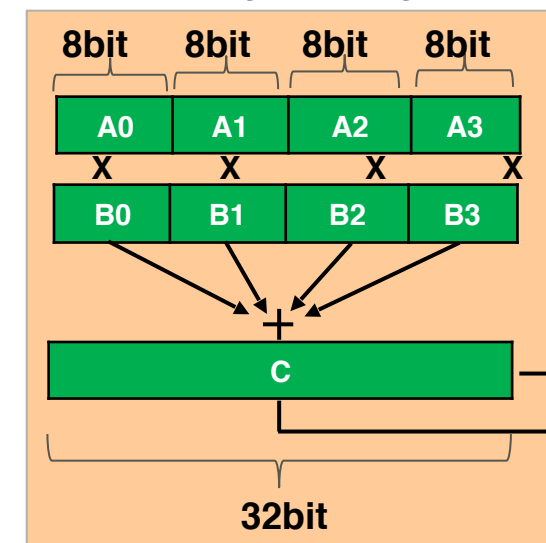 8bit 8bit 8bit 8bit
A0 A1 A2 A3
X X X X
B0 B1 B2 B3
+
C
32bit